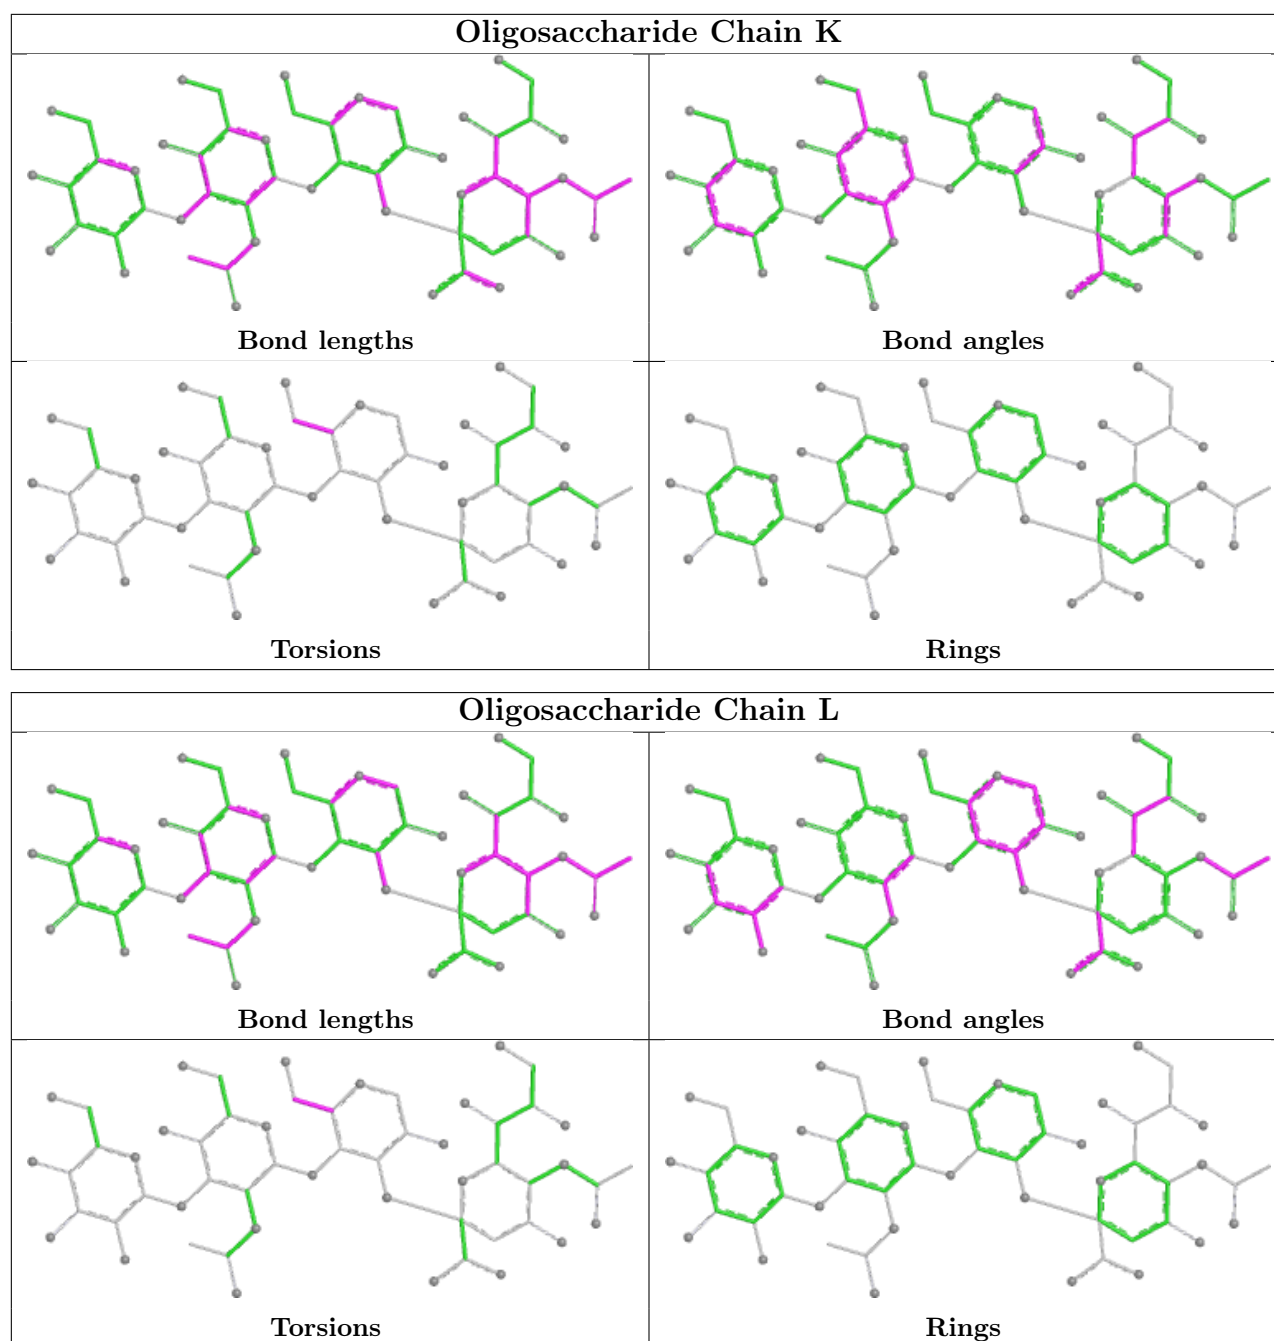 Oligosaccharide Chain K
Bond lengths
Bond angles
Torsions
Rings
Oligosaccharide Chain L
Bond lengths
Bond angles
Torsions
Rings